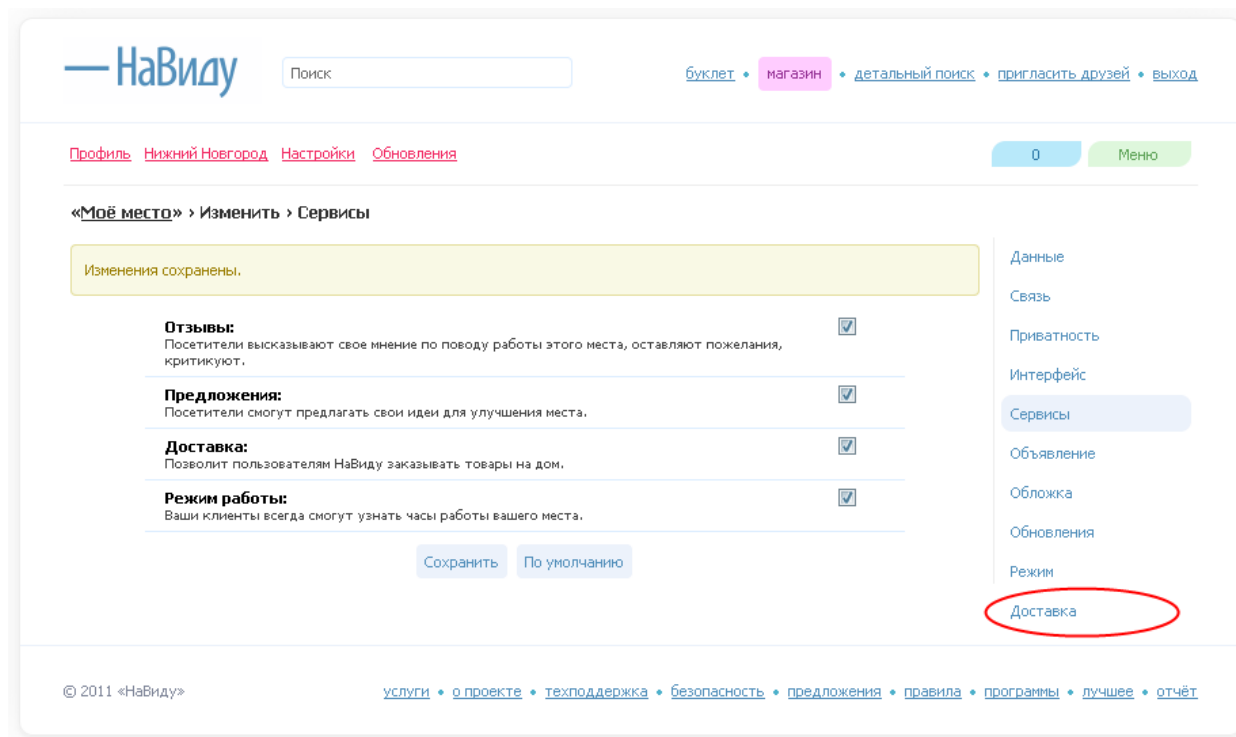 НаВиду
Поиск
буклет • магазин • детальный поиск • пригласить друзей • выход
Профиль Нижний Новгород Настройки Обновления
0 Меню
«Моё место» › Изменить › Сервисы
Изменения сохранены.
Отзывы:
Посетители высказывают свое мнение по поводу работы этого места, оставляют пожелания,
критикуют.
Предложения:
Посетители смогут предлагать свои идеи для улучшения места.
Доставка:
Позволит пользователям НаВиду заказывать товары на дом.
Режим работы:
Ваши клиенты всегда смогут узнать часы работы вашего места.
Сохранить По умолчанию
Данные
Связь
Приватность
Интерфейс
Сервисы
Объявление
Обложка
Обновления
Режим
Доставка
© 2011 «НаВиду»
услуги • о проекте • техподдержка • безопасность • предложения • правила • программы • лучшее • отчёт